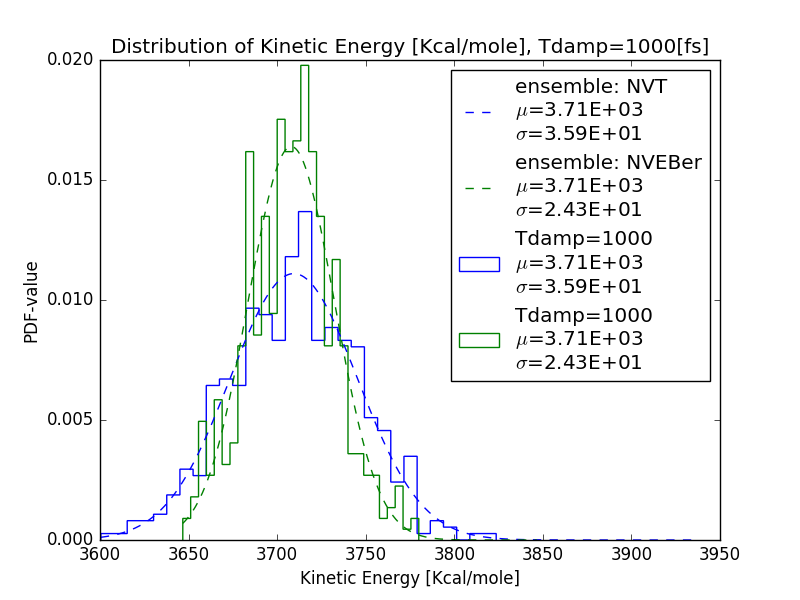 Distribution of Kinetic Energy [Kcal/mole], Tdamp=1000[fs]
0.020
0.015
0.010
0.005
0.000
PDF-value
ensemble: NVT
μ=3.71E+03
σ=3.59E+01
ensemble: NVEBer
μ=3.71E+03
σ=2.43E+01
Tdamp=1000
μ=3.71E+03
σ=3.59E+01
Tdamp=1000
μ=3.71E+03
σ=2.43E+01
3600 3650 3700 3750 3800 3850 3900 3950
Kinetic Energy [Kcal/mole]